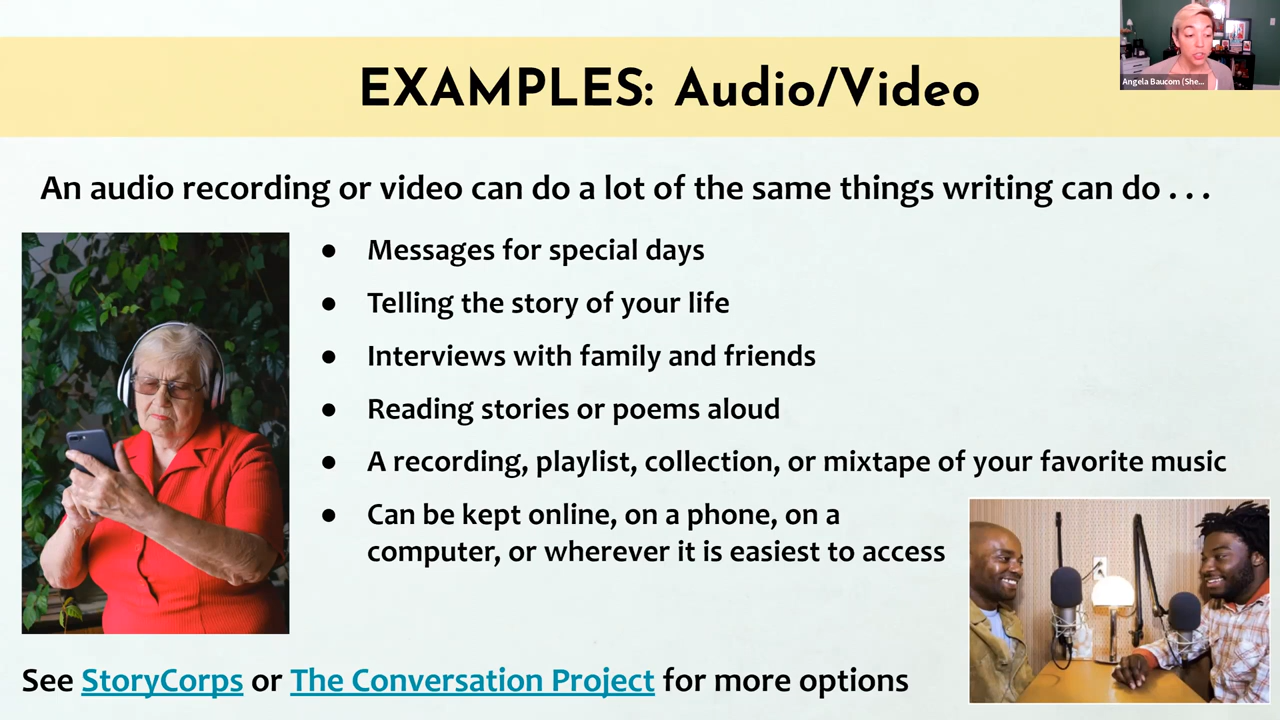 EXAMPLES: Audio/Video
Angela Baucom (She...
An audio recording or video can do a lot of the same things writing can do . . .
● Messages for special days
● Telling the story of your life
● Interviews with family and friends
● Reading stories or poems aloud
● A recording, playlist, collection, or mixtape of your favorite music
● Can be kept online, on a phone, on a
computer, or wherever it is easiest to access
See StoryCorps or The Conversation Project for more options